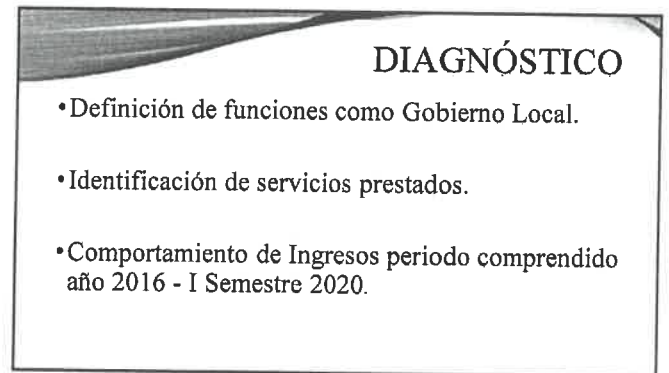 DIAGNÓSTICO
•Definición de funciones como Gobierno Local.
•Identificación de servicios prestados.
•Comportamiento de Ingresos periodo comprendido
año 2016 - I Semestre 2020.